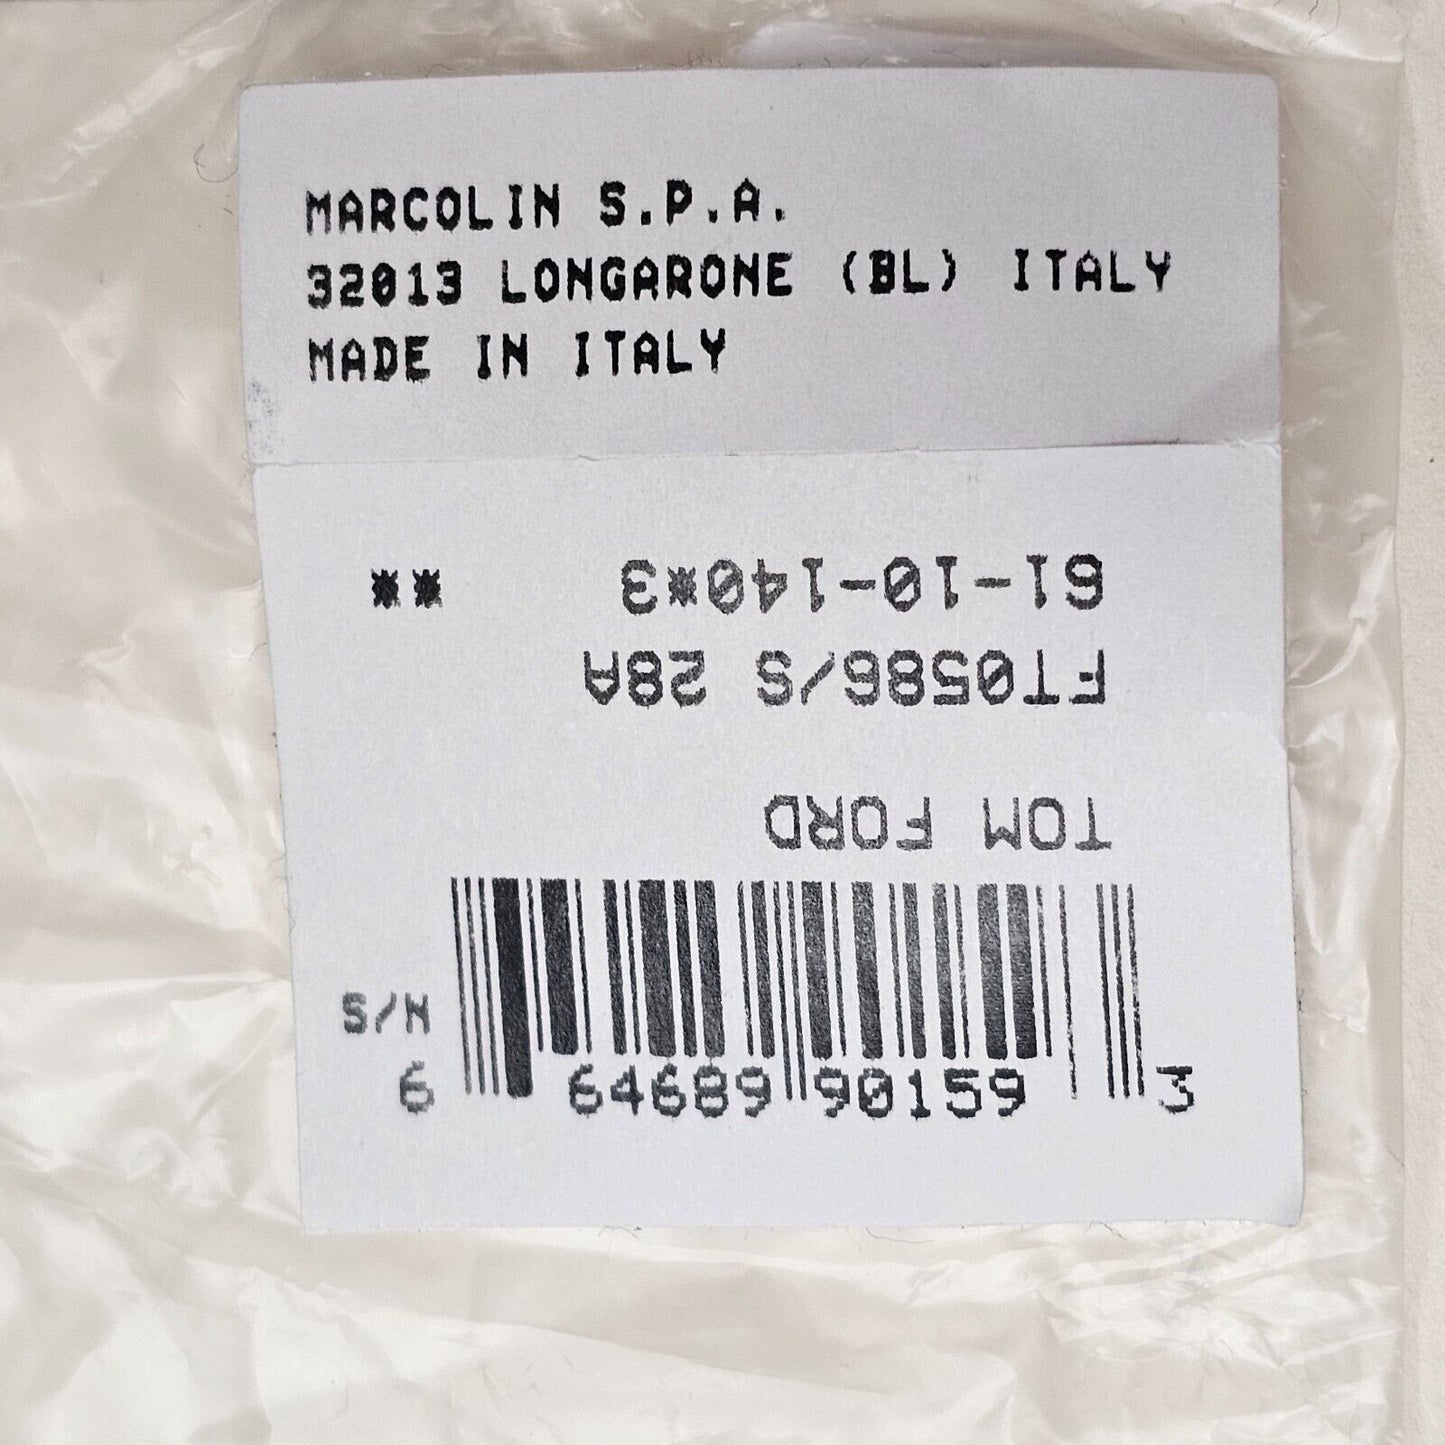 MARCOLIN S.P.A.
32013 LONGARONE (BL) ITALY
MADE IN ITALY
TOM FORD
FT0586/S 28A
61-10-140*3 **
S/N
6 64689 90159 3